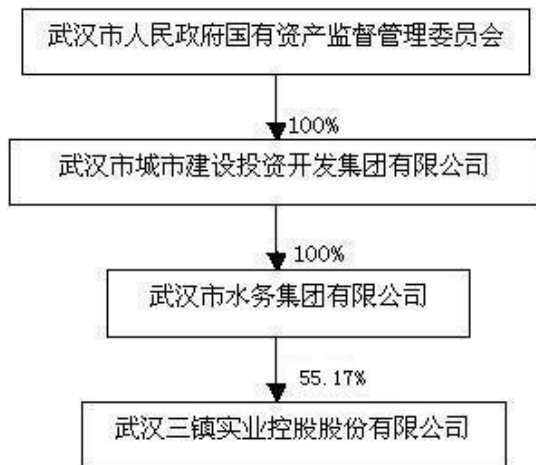 武汉市人民政府国有资产监督管理委员会
100%
武汉市城市建设投资开发集团有限公司
100%
武汉市水务集团有限公司
55.17%
武汉三镇实业控股股份有限公司